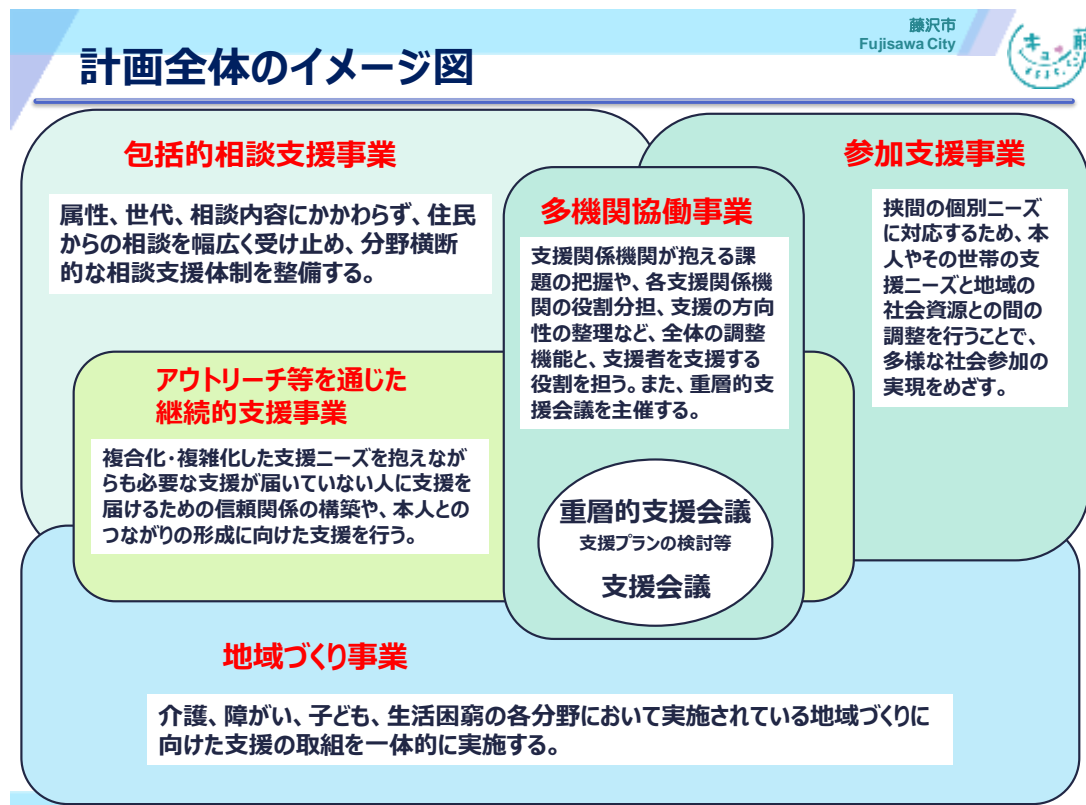 藤沢市
Fujisawa City
計画全体のイメージ図
包括的相談支援事業
属性、世代、相談内容にかかわらず、住民
からの相談を幅広く受け止め、分野横断
的な相談支援体制を整備する。
参加支援事業
狭間の個別ニーズ
に対応するため、本
人やその世帯の支
援ニーズと地域の
社会資源との間の
調整を行うことで、
多様な社会参加の
実現をめざす。
多機関協働事業
支援関係機関が抱える課
題の把握や、各支援関係機
関の役割分担、支援の方向
性の整理など、全体の調整
機能と、支援者を支援する
役割を担う。また、重層的支
援会議を主催する。
アウトリーチ等を通じた
継続的支援事業
複合化・複雑化した支援ニーズを抱えなが
らも必要な支援が届いていない人に支援を
届けるための信頼関係の構築や、本人との
つながりの形成に向けた支援を行う。
重層的支援会議
支援プランの検討等
支援会議
地域づくり事業
介護、障がい、子ども、生活困窮の各分野において実施されている地域づくりに
向けた支援の取組を一体的に実施する。